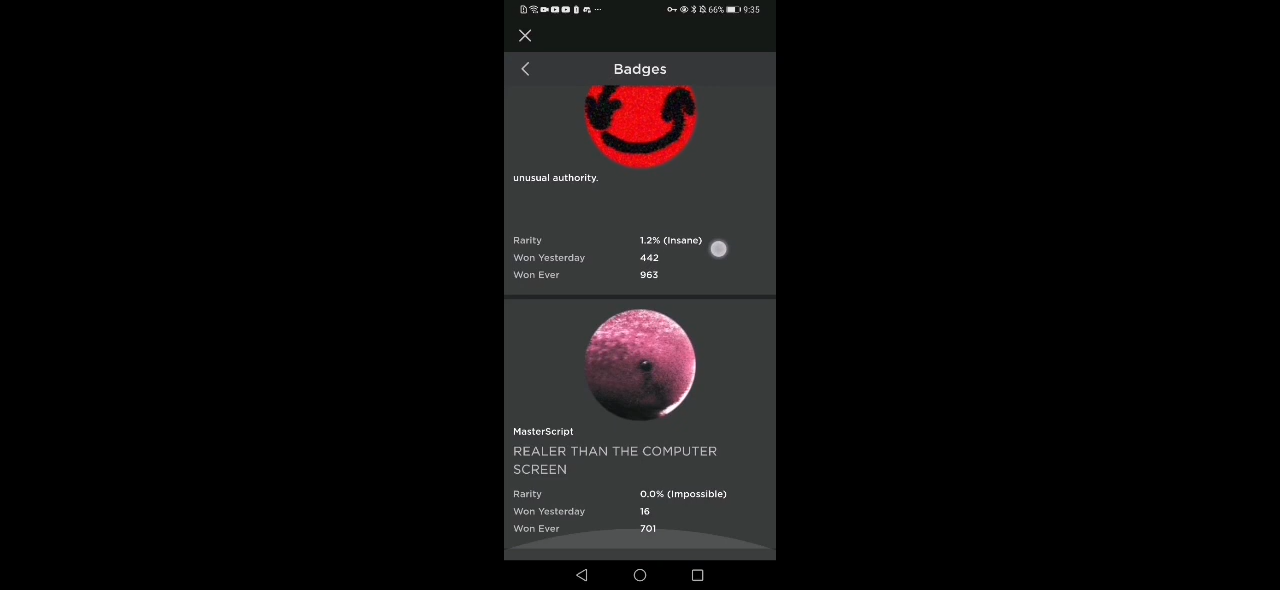 66% 9:35
Badges
unusual authority.
Rarity 1.2% (Insane)
Won Yesterday 442
Won Ever 963
MasterScript
REALER THAN THE COMPUTER
SCREEN
Rarity 0.0% (Impossible)
Won Yesterday 16
Won Ever 701